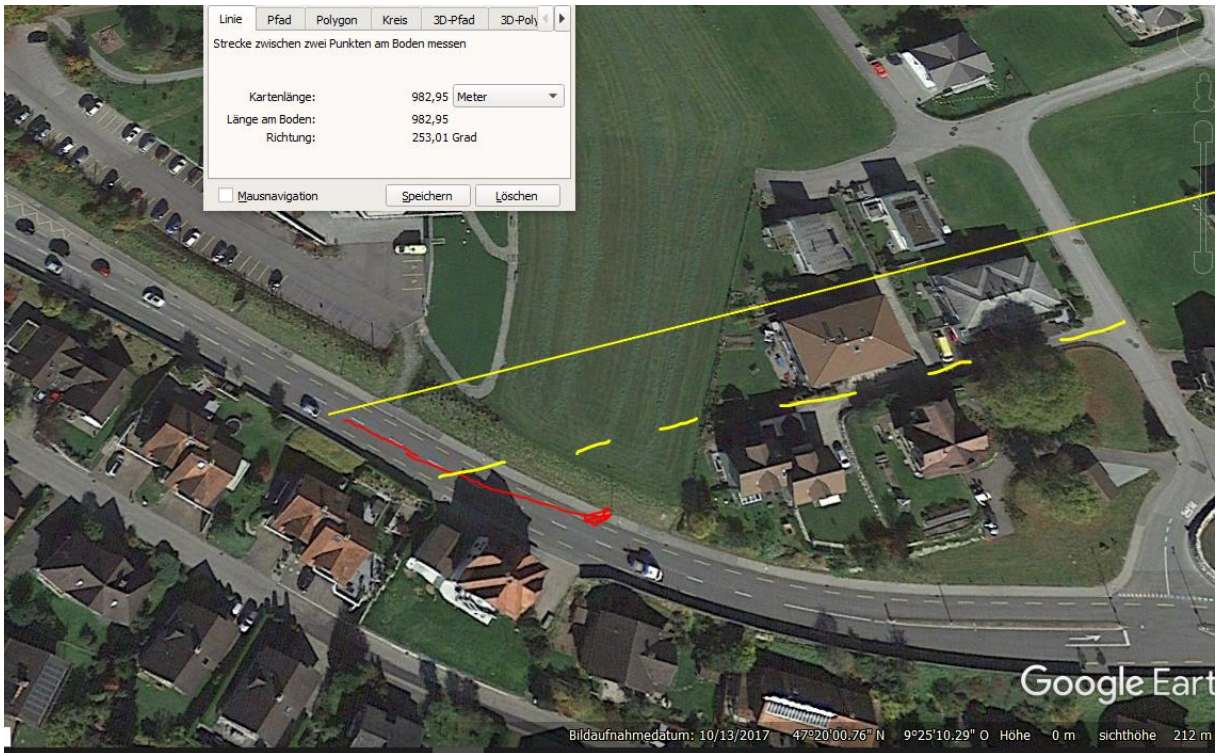 Linie Pfad Polygon Kreis 3D-Pfad 3D-Poly
Strecke zwischen zwei Punkten am Boden messen
Kartenlänge: 982,95 Meter
Länge am Boden: 982,95
Richtung: 253,01 Grad
Mausnavigation Speichern Löschen
Google Eart
Bildaufnahmedatum: 10/13/2017 47°20'00.76" N 9°25'10.29" O Höhe 0 m sichthöhe 212 m